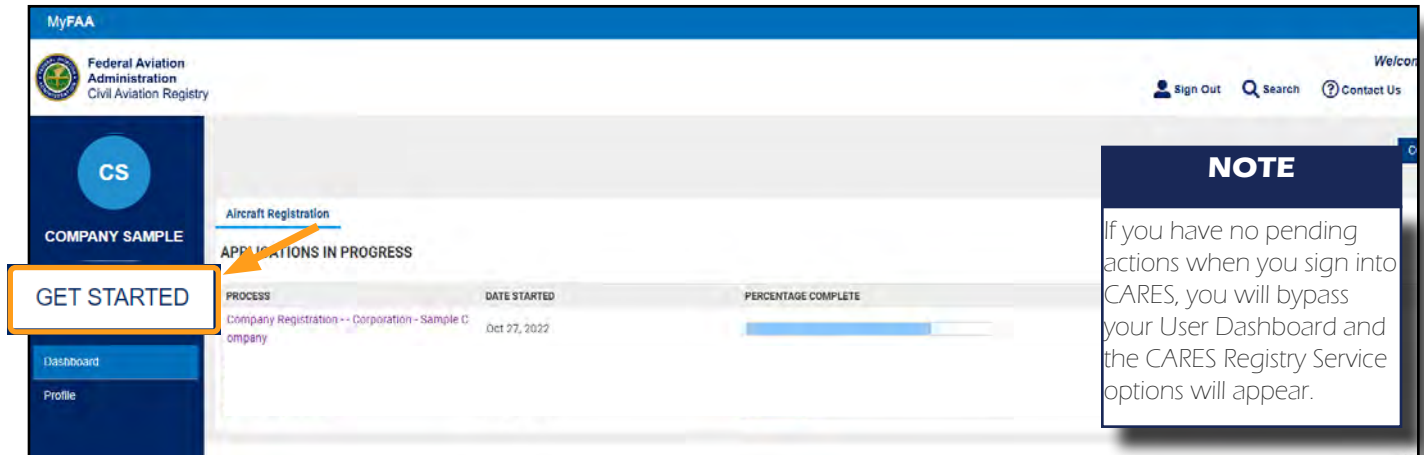 MyFAA
Federal Aviation
Administration
Civil Aviation Registry
Sign Out
Search
Contact Us
CS
COMPANY SAMPLE
GET STARTED
Dashboard
Profile
Aircraft Registration
APPLICATIONS IN PROGRESS
PROCESS
DATE STARTED
PERCENTAGE COMPLETE
Company Registration - - Corporation - Sample C
ompany
Oct 27, 2022
NOTE
If you have no pending
actions when you sign into
CARES, you will bypass
your User Dashboard and
the CARES Registry Service
options will appear.